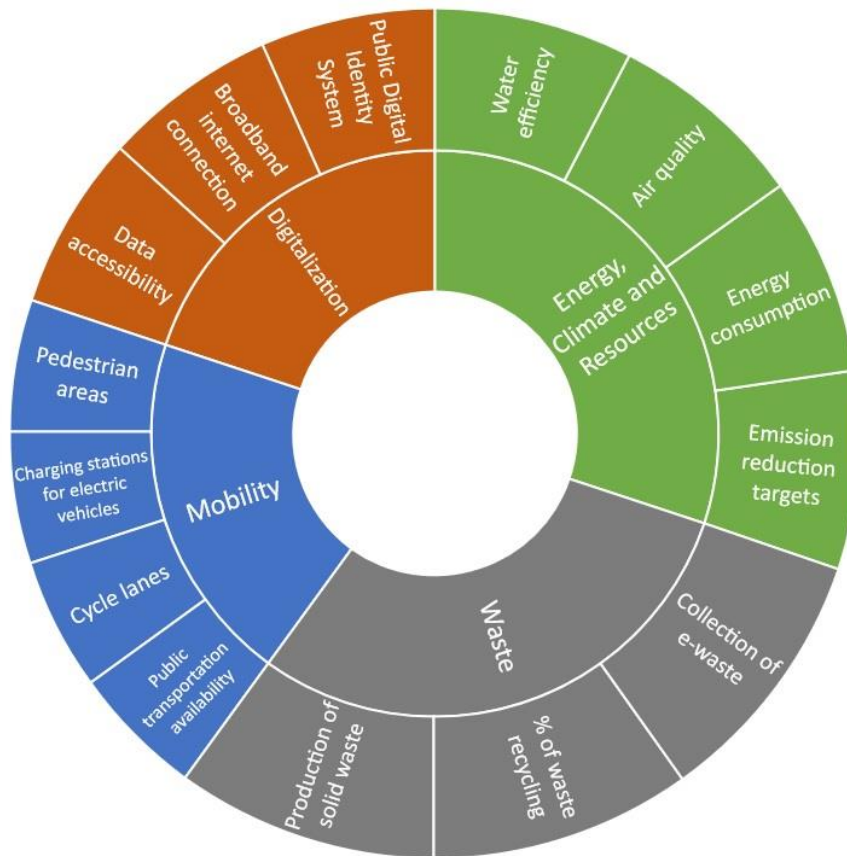 Public Digital
Identity
System
Broadband
internet
connection
Data
accessibility
Digitalization
Water
efficiency
Air quality
Energy
consumption
Emission
reduction
targets
Energy,
Climate and
Resources
Pedestrian
areas
Charging stations
for electric
vehicles
Cycle lanes
Public
transportation
availability
Mobility
Waste
Collection of
e-waste
% of waste
recycling
Production of
solid waste